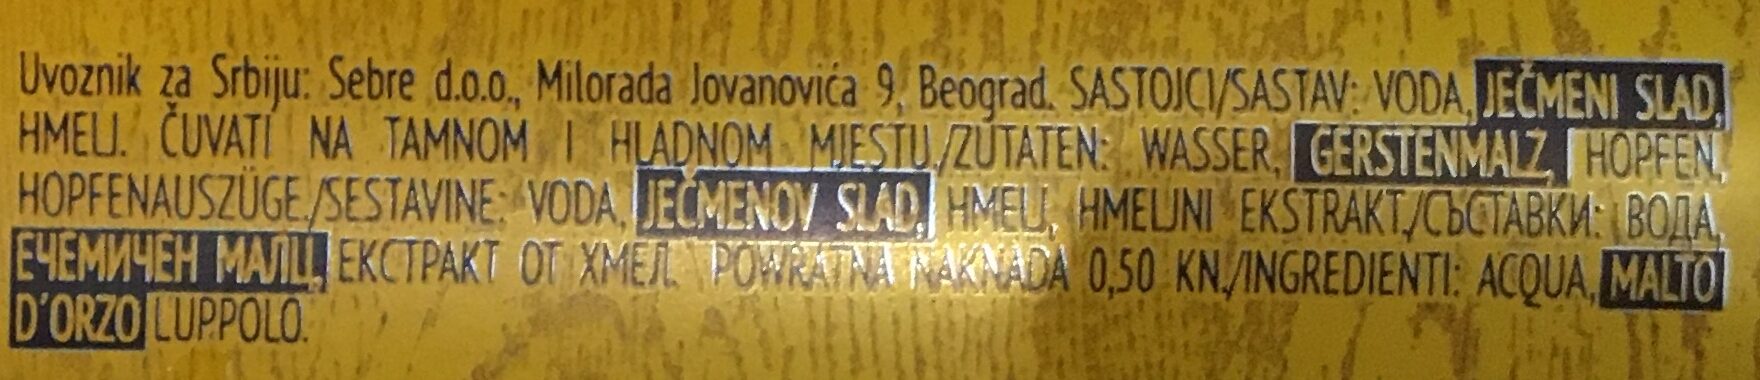 Uvoznik za Srbiju: Sebre d.o.o., Milorada Jovanovića 9, Beograd. SASTOJCI/SASTAV: VODA, JEČMENI SLAD,
HMELJ. ČUVATI NA TAMNOM I HLADNOM MJESTU./ZUTATEN: WASSER, GERSTENMALZ, HOPFEN,
HOPFENAUSZÜGE./SESTAVINE: VODA, JEČMENOV SLAD, HMELJ, HMELJNI EKSTRAKT./СЪСТАВКИ: ВОДА,
ЕЧЕМИЧЕН МАЛЦ, ЕКСТРАКТ ОТ ХМЕЛ. POWRATNA NAKNADA 0,50 KN./INGREDIENTI: ACQUA, MALTO
D'ORZO LUPPOLO.